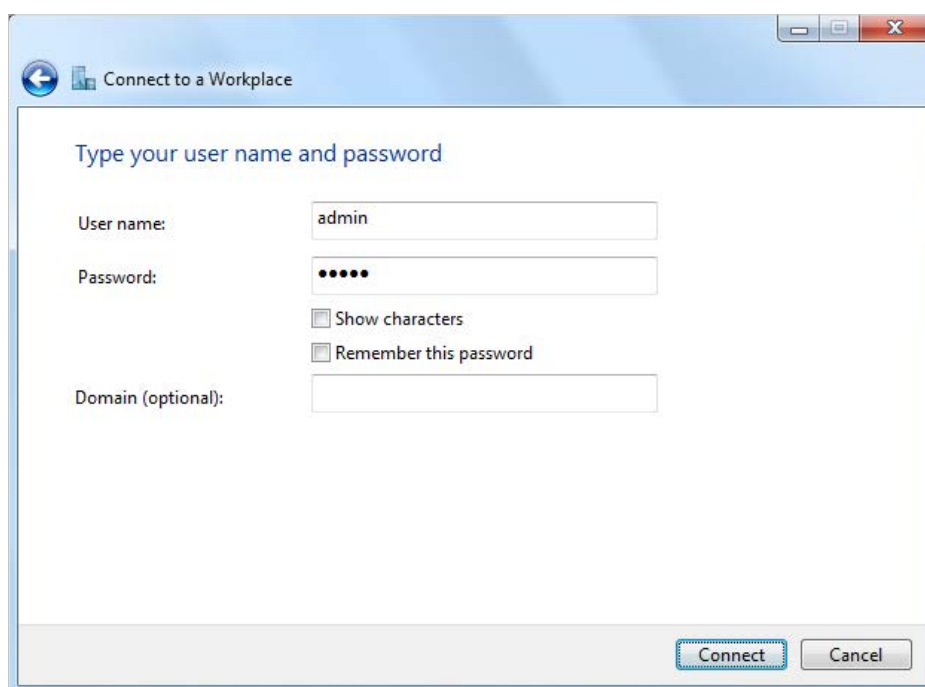 Connect to a Workplace
Type your user name and password
User name: admin
Password: •••••
Show characters
Remember this password
Domain (optional):
Connect Cancel